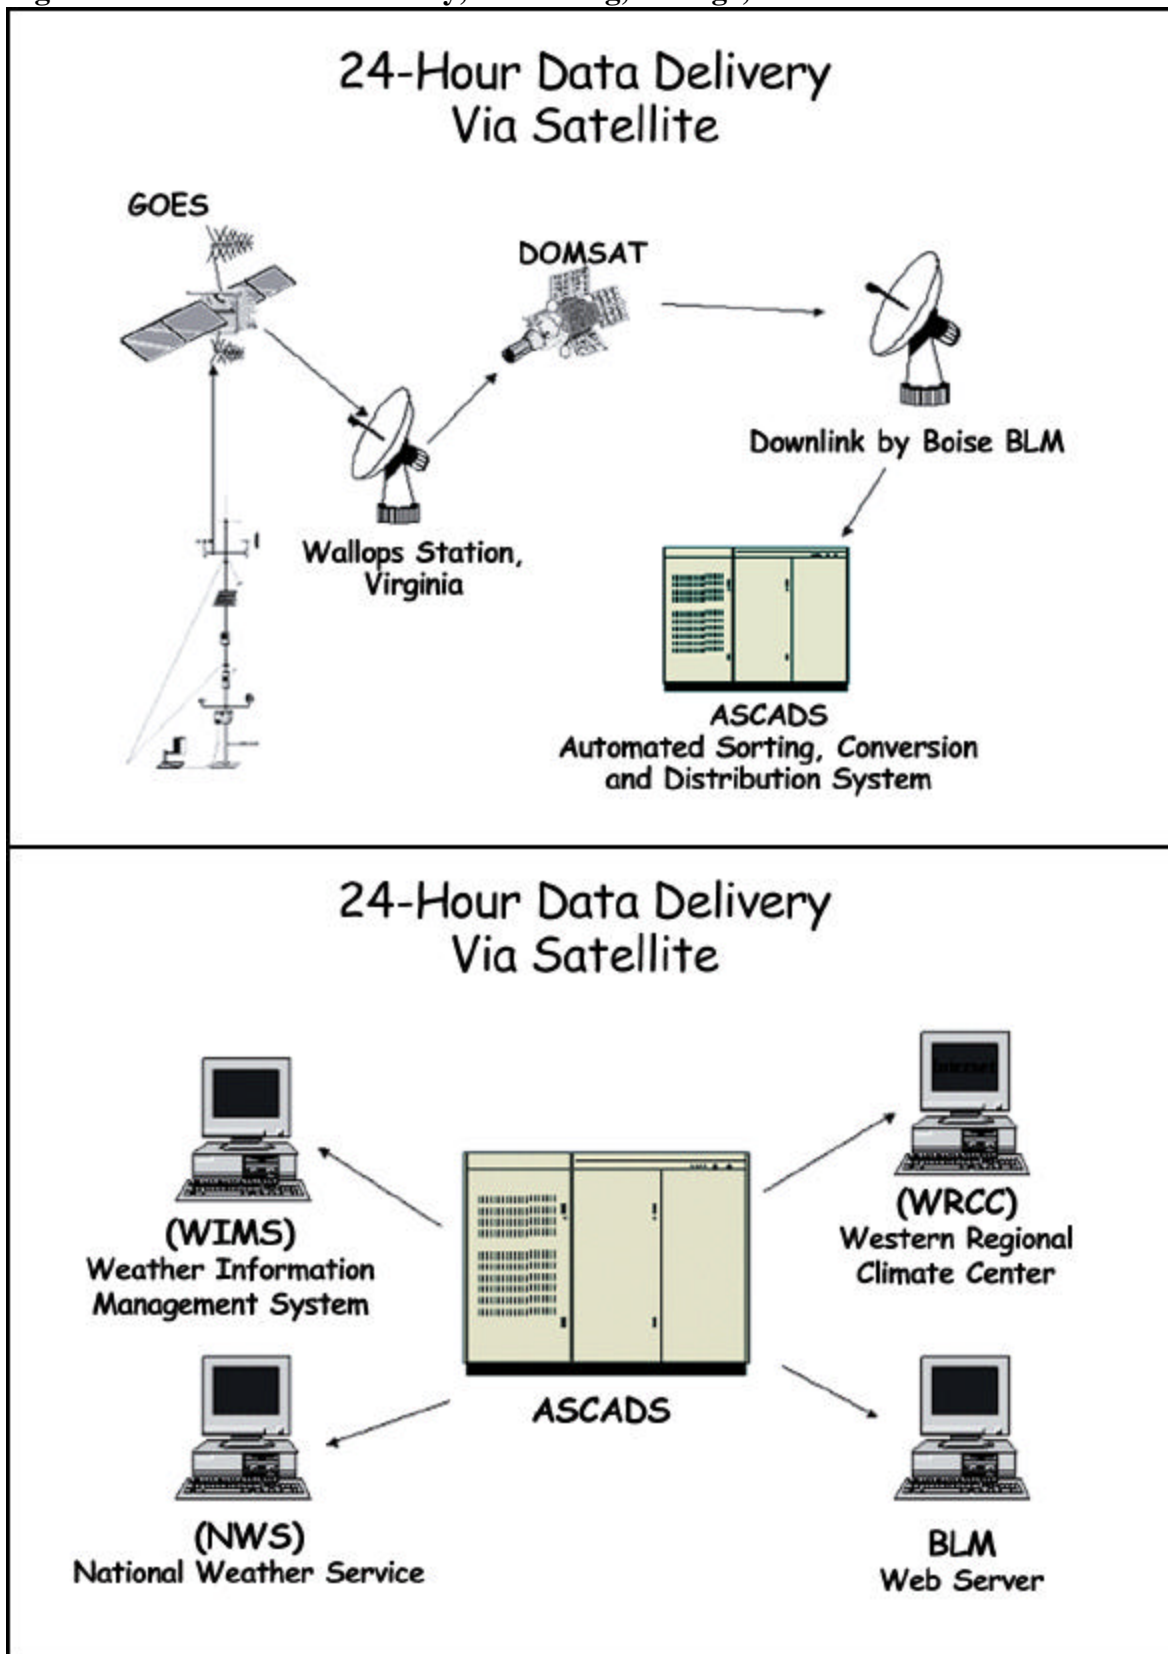 24-Hour Data Delivery
Via Satellite
GOES
DOMSAT
Downlink by Boise BLM
Wallops Station,
Virginia
ASCADS
Automated Sorting, Conversion
and Distribution System
24-Hour Data Delivery
Via Satellite
Internet
(WIMS)
Weather Information
Management System
(WRCC)
Western Regional
Climate Center
ASCADS
(NWS)
National Weather Service
BLM
Web Server